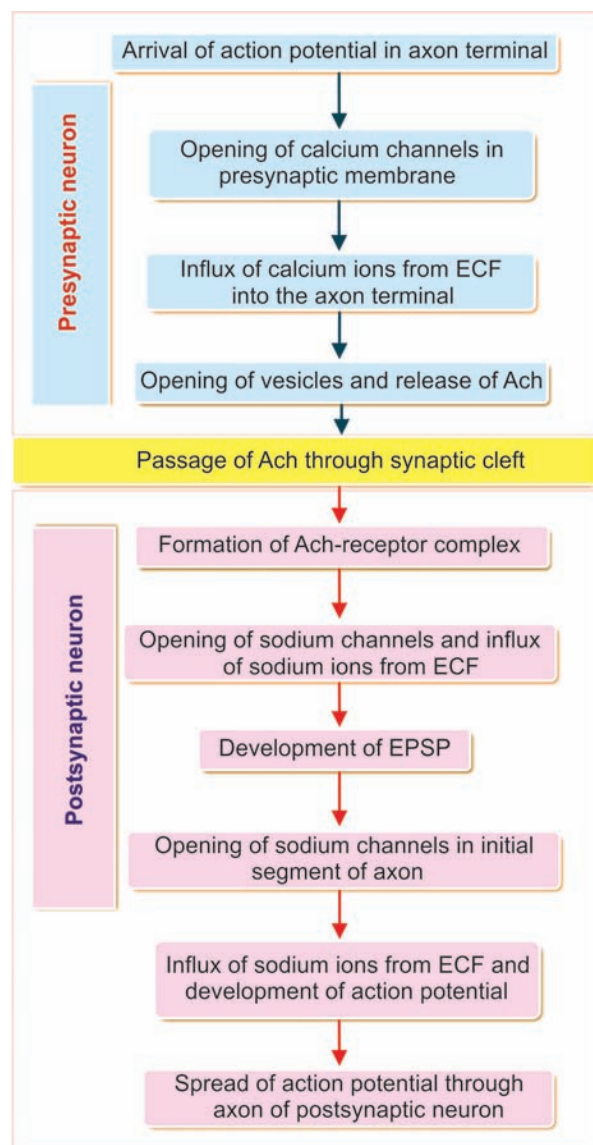 Arrival of action potential in axon terminal
Presynaptic neuron
Opening of calcium channels in
presynaptic membrane
Influx of calcium ions from ECF
into the axon terminal
Opening of vesicles and release of Ach
Passage of Ach through synaptic cleft
Postsynaptic neuron
Formation of Ach-receptor complex
Opening of sodium channels and influx
of sodium ions from ECF
Development of EPSP
Opening of sodium channels in initial
segment of axon
Influx of sodium ions from ECF and
development of action potential
Spread of action potential through
axon of postsynaptic neuron